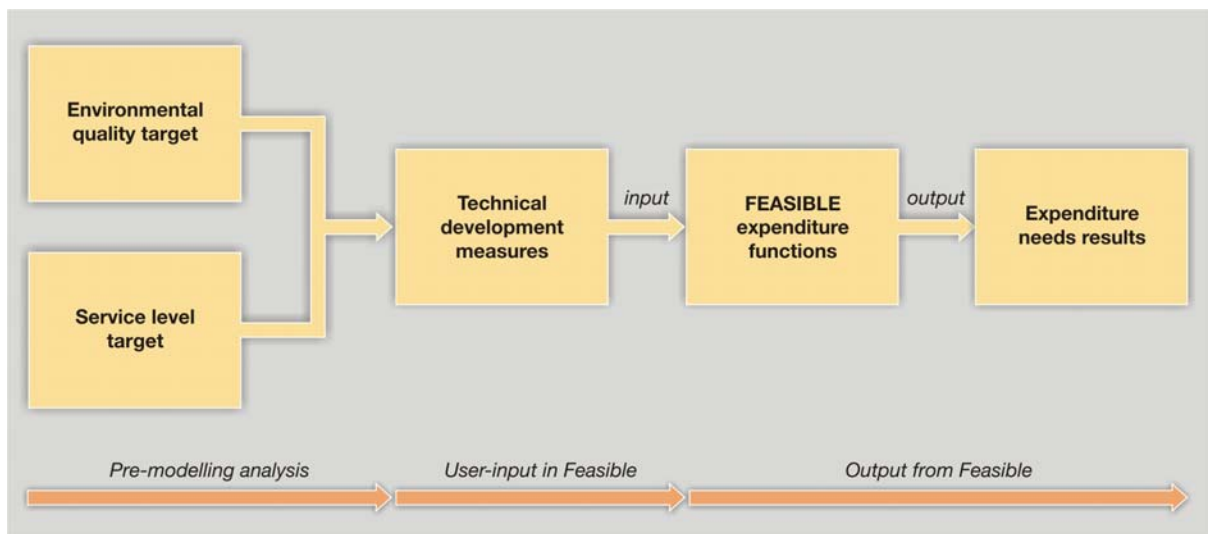 Environmental
quality target
Service level
target
Technical
development
measures
input
FEASIBLE
expenditure
functions
output
Expenditure
needs results
Pre-modelling analysis
User-input in Feasible
Output from Feasible